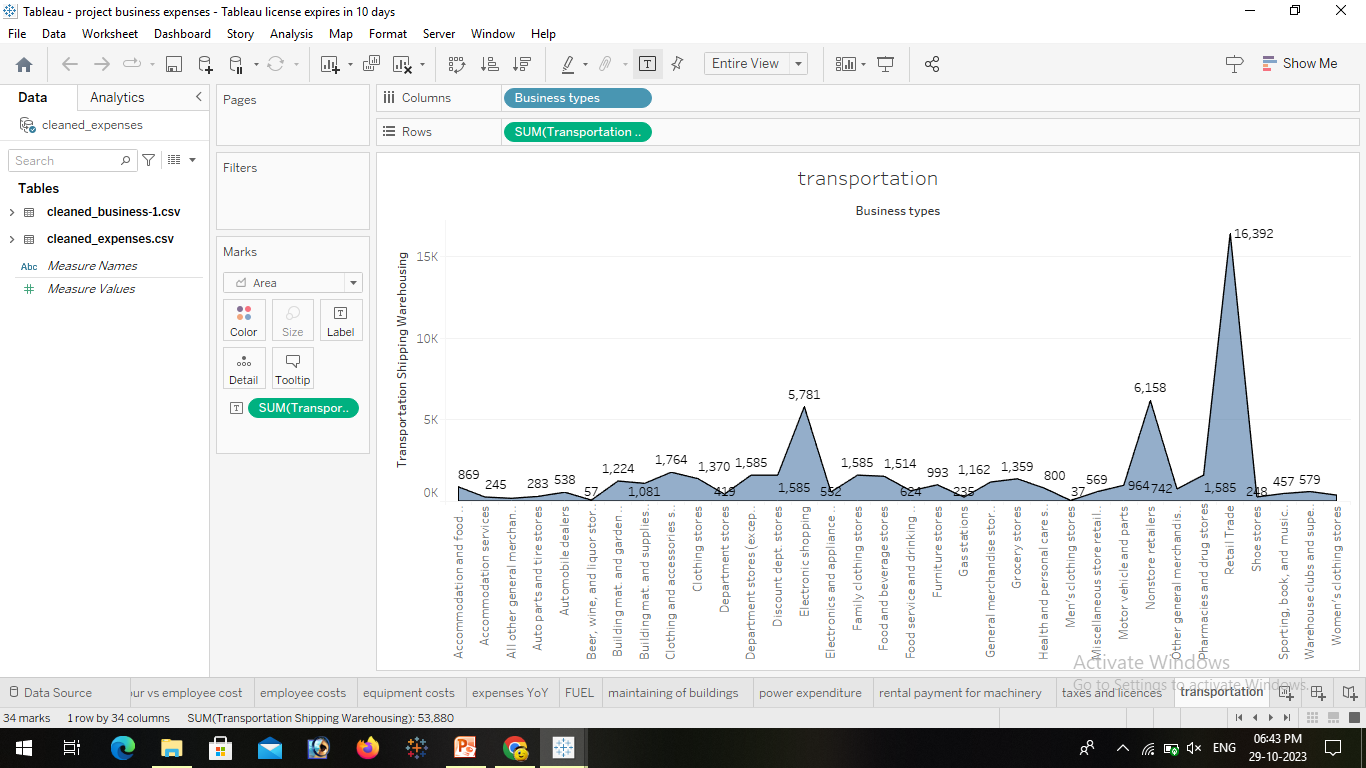 Tableau - project business expenses - Tableau license expires in 10 days
File Data Worksheet Dashboard Story Analysis Map Format Server Window Help
Entire View
Show Me
Data Analytics
cleaned_expenses
Search
Tables
cleaned_business-1.csv
cleaned_expenses.csv
Abc Measure Names
# Measure Values
Pages
Filters
Marks
Area
Color Size Label
Detail Tooltip
SUM(Transpor..
Columns Business types
Rows SUM(Transportation ..
transportation
Business types
Transportation Shipping Warehousing
15K
10K
5K
0K
869
245
283
538
57
1,224
1,081
1,764
1,370
419
1,585
1,585
5,781
552
1,585
1,514
624
993
235
1,162
1,359
800
37
569
964
6,158
742
1,585
16,392
248
457
579
Accommodation and food ..
Accommodation services
All other general merchan..
Auto parts and tire stores
Automobile dealers
Beer, wine, and liquor stor..
Building mat. and garden ..
Building mat. and supplies..
Clothing and accessories s..
Clothing stores
Department stores
Department stores (excep..
Discount dept. stores
Electronic shopping
Electronics and appliance ..
Family clothing stores
Food and beverage stores
Food service and drinking ..
Furniture stores
Gas stations
General merchandise stor..
Grocery stores
Health and personal care s..
Men's clothing stores
Miscellaneous store retail..
Motor vehicle and parts
Nonstore retailers
Other general merchandis..
Pharmacies and drug stores
Retail Trade
Shoe stores
Sporting, book, and music..
Warehouse clubs and supe..
Women's clothing stores
Activate Windows
Go to Settings to activate Windows.
Data Source
our vs employee cost
employee costs
equipment costs
expenses YoY
FUEL
maintaining of buildings
power expenditure
rental payment for machinery
taxes and licences
transportation
34 marks 1 row by 34 columns SUM(Transportation Shipping Warehousing): 53,880
ENG
06:43 PM
29-10-2023